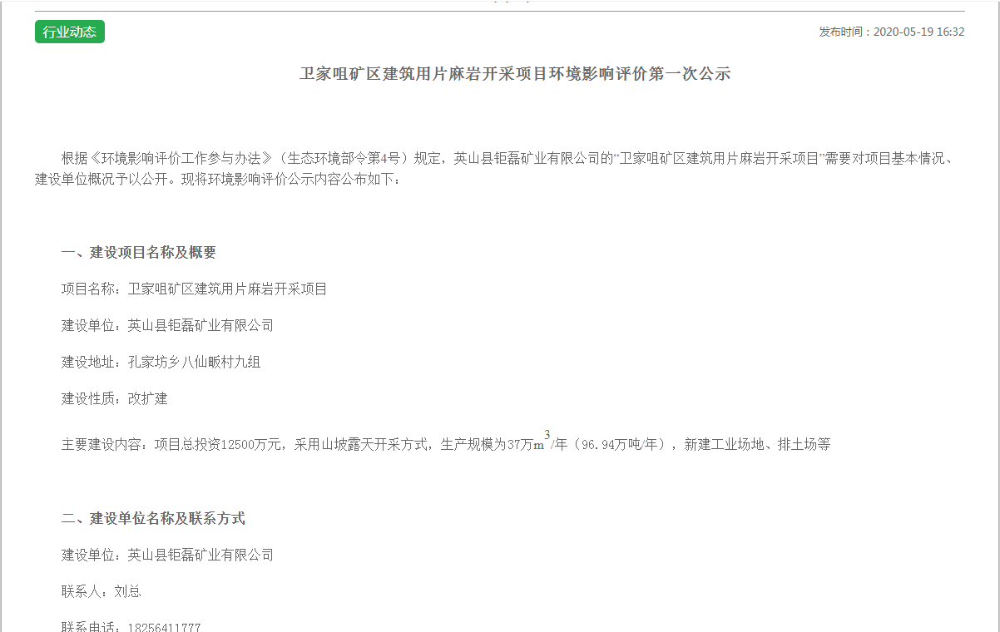 行业动态
发布时间：2020-05-19 16:32
卫家咀矿区建筑用片麻岩开采项目环境影响评价第一次公示
根据《环境影响评价工作参与办法》（生态环境部令第4号）规定，英山县钜磊矿业有限公司的“卫家咀矿区建筑用片麻岩开采项目”需要对项目基本情况、
建设单位概况予以公开。现将环境影响评价公示内容公布如下：
一、建设项目名称及概要
项目名称：卫家咀矿区建筑用片麻岩开采项目
建设单位：英山县钜磊矿业有限公司
建设地址：孔家坊乡八仙畈村九组
建设性质：改扩建
主要建设内容：项目总投资12500万元，采用山坡露天开采方式，生产规模为37万m³/年（96.94万吨/年），新建工业场地、排土场等
二、建设单位名称及联系方式
建设单位：英山县钜磊矿业有限公司
联系人：刘总
联系电话：18256411777